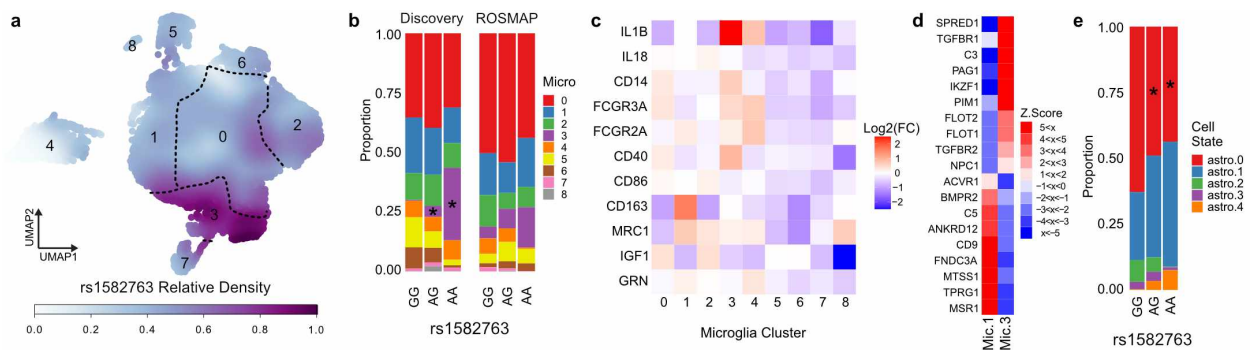 a
5
8
6
1
0
2
4
3
7
UMAP2
UMAP1
rs1582763 Relative Density
0.0 0.2 0.4 0.6 0.8 1.0
b
Discovery ROSMAP
1.00
0.75
0.50
0.25
0.00
Proportion
*
*
GG AG AA GG AG AA
rs1582763
Micro
0
1
2
3
4
5
6
7
8
c
IL1B
IL18
CD14
FCGR3A
FCGR2A
CD40
CD86
CD163
MRC1
IGF1
GRN
0 1 2 3 4 5 6 7 8
Microglia Cluster
Log2(FC)
2
1
0
−1
−2
d
SPRED1
TGFBR1
C3
PAG1
IKZF1
PIM1
FLOT2
FLOT1
TGFBR2
NPC1
ACVR1
BMPR2
C5
ANKRD12
CD9
FNDC3A
MTSS1
TPRG1
MSR1
Mic.1
Mic.3
Z.Score
5<x
4<x<5
3<x<4
2<x<3
1<x<2
−1<x<0
−3<x<−2
−4<x<−3
x<−5
e
1.00
0.75
0.50
0.25
0.00
Proportion
*
*
GG AG AA
rs1582763
Cell
State
astro.0
astro.1
astro.2
astro.3
astro.4